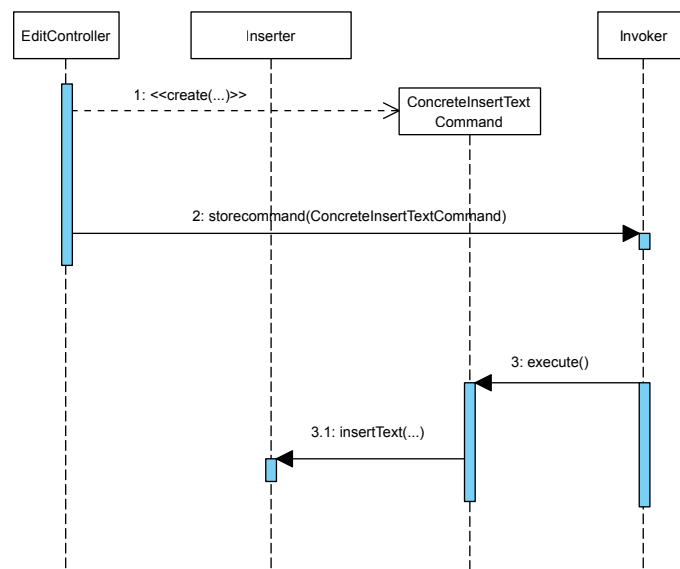 EditController
Inserter
Invoker
1: <<create(...)>>
ConcreteInsertText
Command
2: storecommand(ConcreteInsertTextCommand)
3: execute()
3.1: insertText(...)